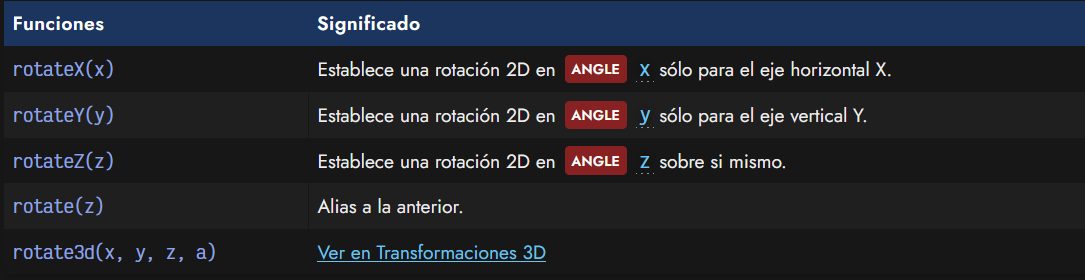 Funciones Significado
rotateX(x) Establece una rotación 2D en ANGLE x sólo para el eje horizontal X.
rotateY(y) Establece una rotación 2D en ANGLE y sólo para el eje vertical Y.
rotateZ(z) Establece una rotación 2D en ANGLE z sobre si mismo.
rotate(z) Alias a la anterior.
rotate3d(x, y, z, a) Ver en Transformaciones 3D